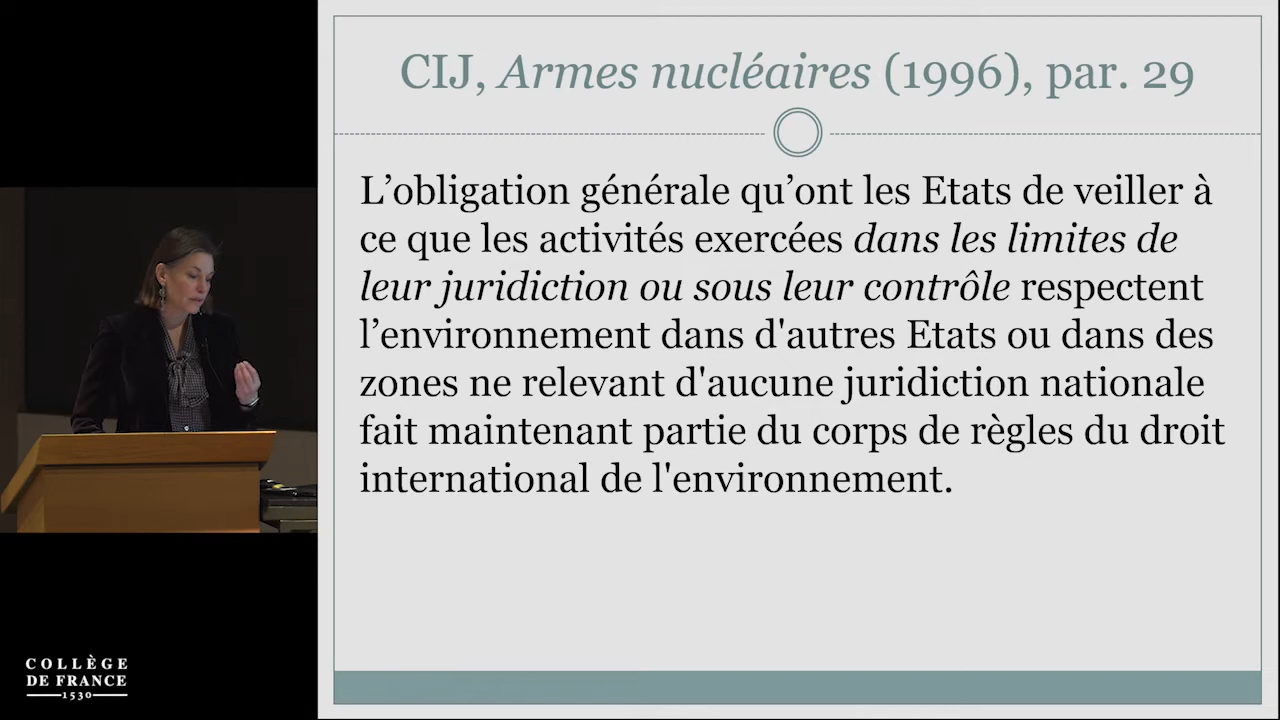 CIJ, Armes nucléaires (1996), par. 29
L’obligation générale qu’ont les Etats de veiller à
ce que les activités exercées dans les limites de
leur juridiction ou sous leur contrôle respectent
l’environnement dans d'autres Etats ou dans des
zones ne relevant d'aucune juridiction nationale
fait maintenant partie du corps de règles du droit
international de l'environnement.
COLLÈGE
DE FRANCE
1530